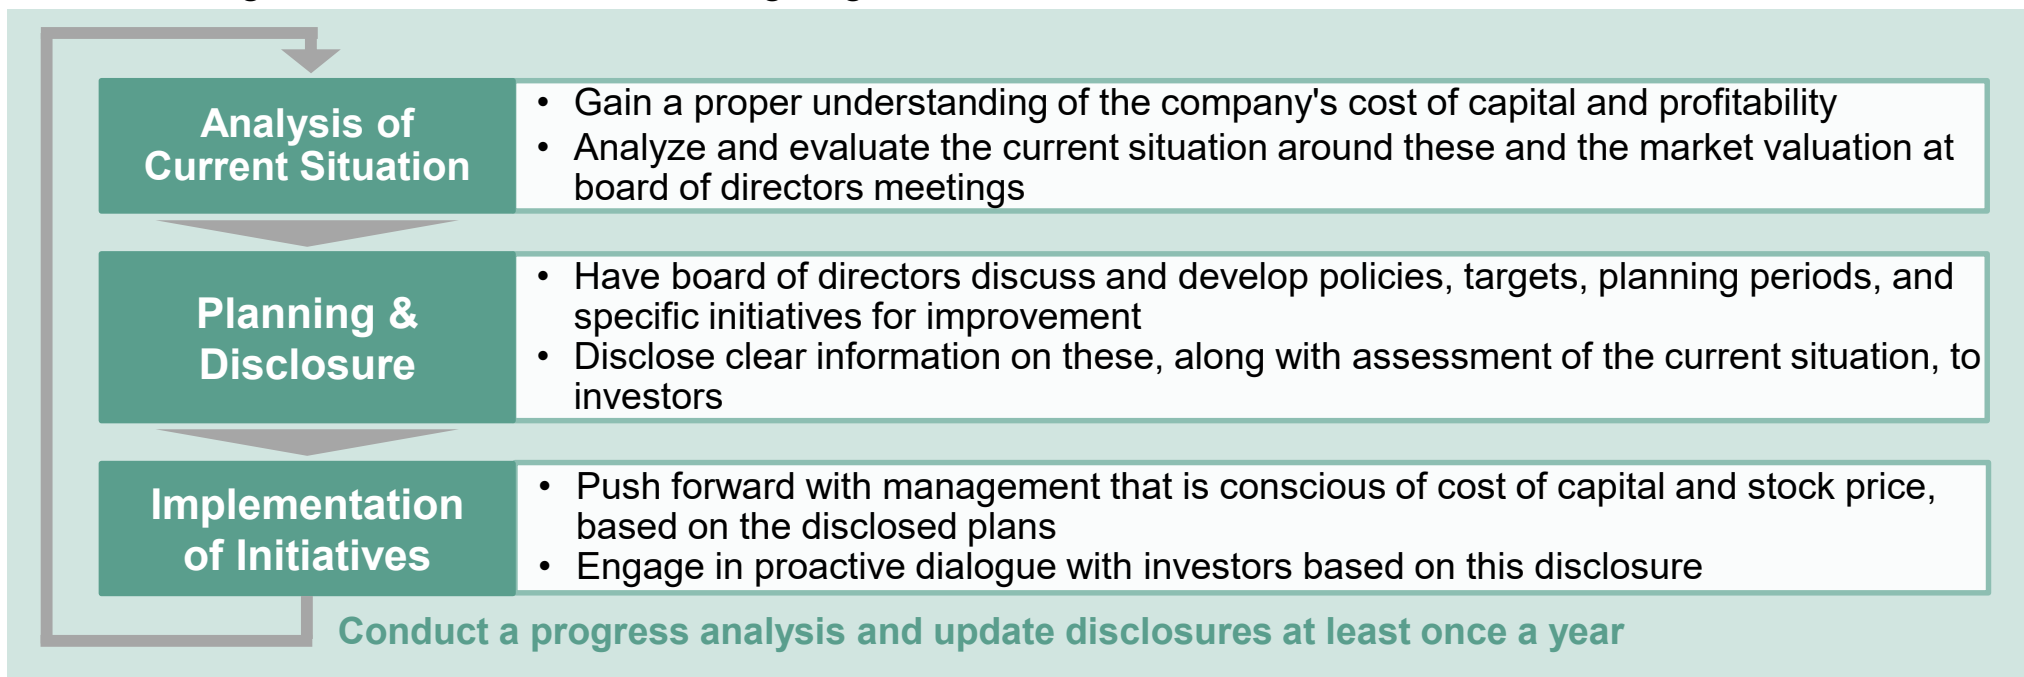 Analysis of
Current Situation
• Gain a proper understanding of the company's cost of capital and profitability
• Analyze and evaluate the current situation around these and the market valuation at
board of directors meetings
Planning &
Disclosure
• Have board of directors discuss and develop policies, targets, planning periods, and
specific initiatives for improvement
• Disclose clear information on these, along with assessment of the current situation, to
investors
Implementation
of Initiatives
• Push forward with management that is conscious of cost of capital and stock price,
based on the disclosed plans
• Engage in proactive dialogue with investors based on this disclosure
Conduct a progress analysis and update disclosures at least once a year